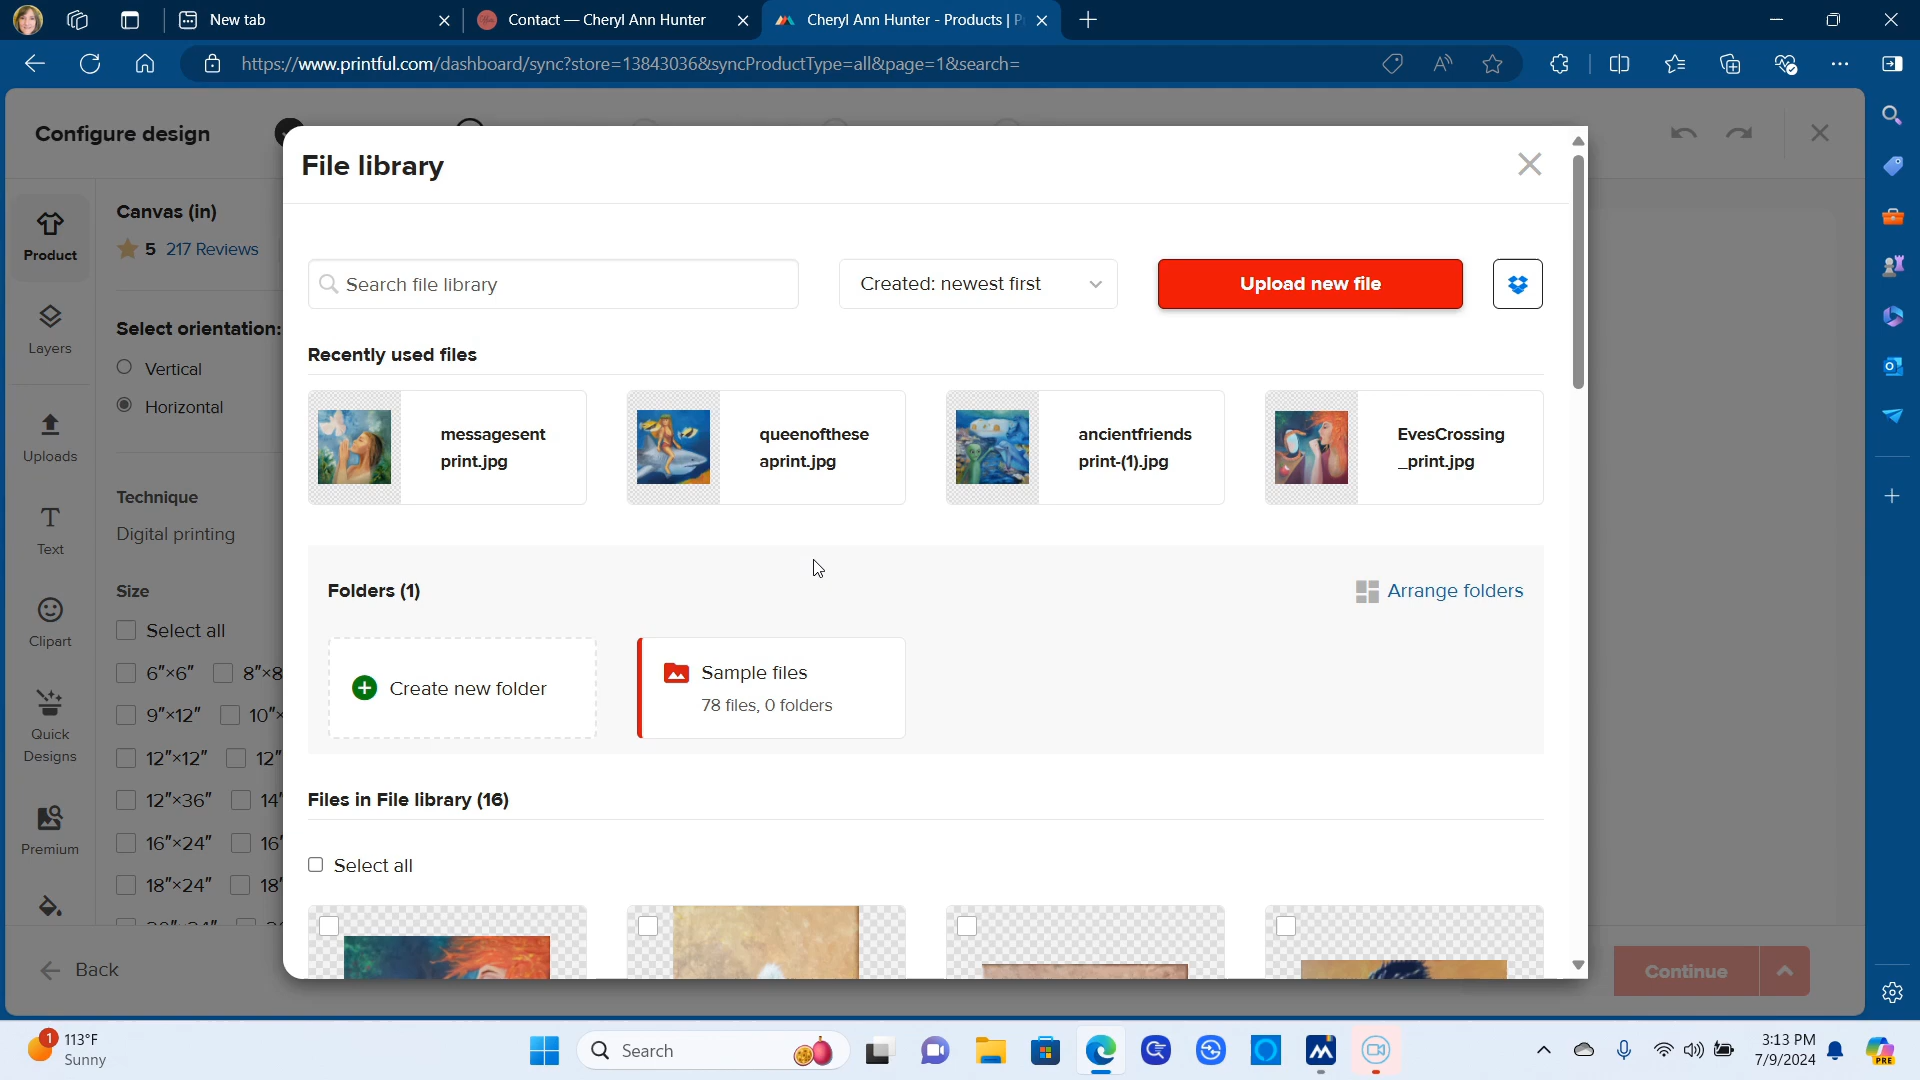 New tab
Contact — Cheryl Ann Hunter
Cheryl Ann Hunter - Products | P
https://www.printful.com/dashboard/sync?store=13843036&syncProductType=all&page=1&search=
Configure design
File library
Product
Layers
Uploads
Text
Clipart
Quick
Designs
Premium
Canvas (in)
5 217 Reviews
Select orientation:
Vertical
Horizontal
Technique
Digital printing
Size
Select all
6″×6″ 8″×8
9″×12″ 10″×
12″×12″ 12″
12″×36″ 14″
16″×24″ 16″
18″×24″ 18″
Search file library
Created: newest first
Upload new file
Recently used files
messagesent
print.jpg
queenofthese
aprint.jpg
ancientfriends
print-(1).jpg
EvesCrossing
_print.jpg
Folders (1)
Arrange folders
Create new folder
Sample files
78 files, 0 folders
Files in File library (16)
Select all
Back
Continue
1
113°F
Sunny
Search
3:13 PM
7/9/2024
PRE